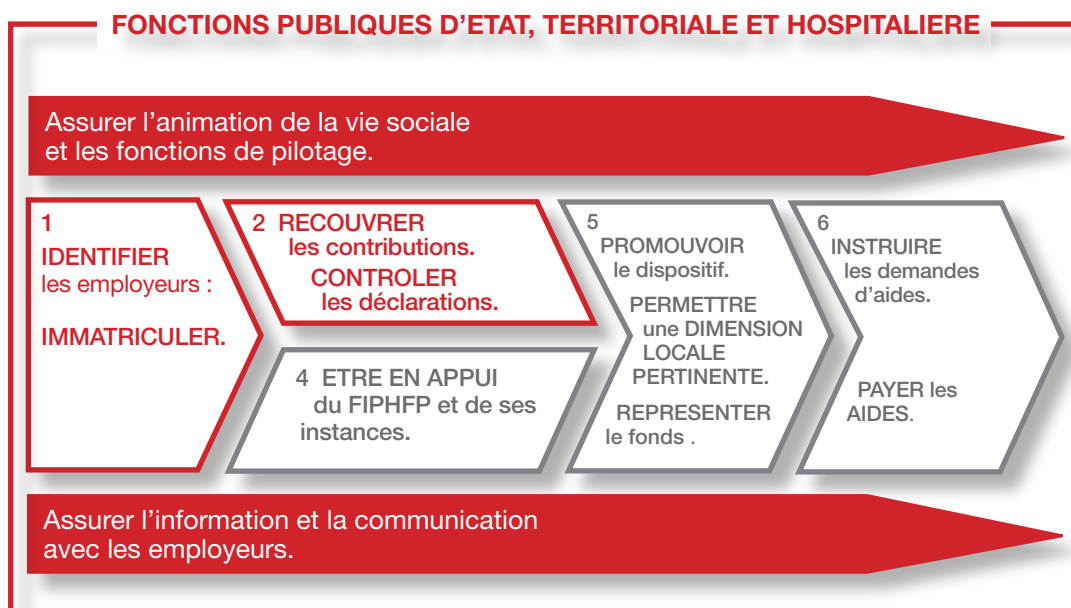 FONCTIONS PUBLIQUES D'ETAT, TERRITORIALE ET HOSPITALIERE
Assurer l'animation de la vie sociale
et les fonctions de pilotage.
1
IDENTIFIER
les employeurs :
IMMATRICULER.
2 RECOUVRER
les contributions.
CONTROLER
les déclarations.
4 ETRE EN APPUI
du FIPHFP et de ses
instances.
5
PROMOUVOIR
le dispositif.
PERMETTRE
une DIMENSION
LOCALE
PERTINENTE.
REPRESENTER
le fonds .
6
INSTRUIRE
les demandes
d'aides.
PAYER les
AIDES.
Assurer l'information et la communication
avec les employeurs.